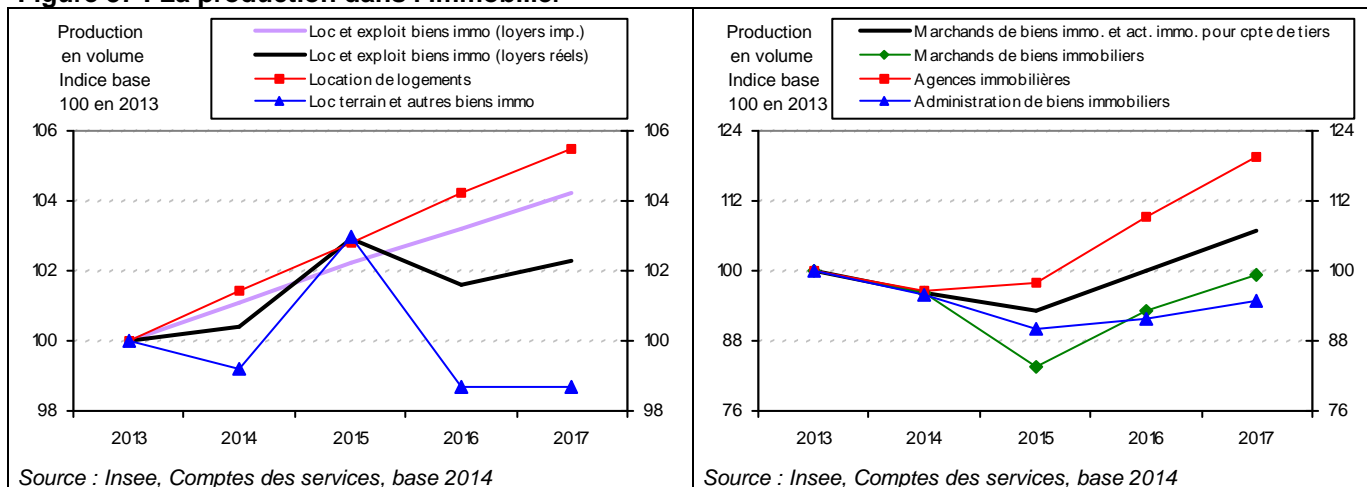 Production
en volume
Indice base
100 en 2013
Loc et exploit biens immo (loyers imp.)
Loc et exploit biens immo (loyers réels)
Location de logements
Loc terrain et autres biens immo
106
104
102
100
98
106
104
102
100
98
2013 2014 2015 2016 2017
Source : Insee, Comptes des services, base 2014
Production
en volume
Indice base
100 en 2013
Marchands de biens immo. et act. immo. pour cpte de tiers
Marchands de biens immobiliers
Agences immobilières
Administration de biens immobiliers
124
112
100
88
76
124
112
100
88
76
2013 2014 2015 2016 2017
Source : Insee, Comptes des services, base 2014